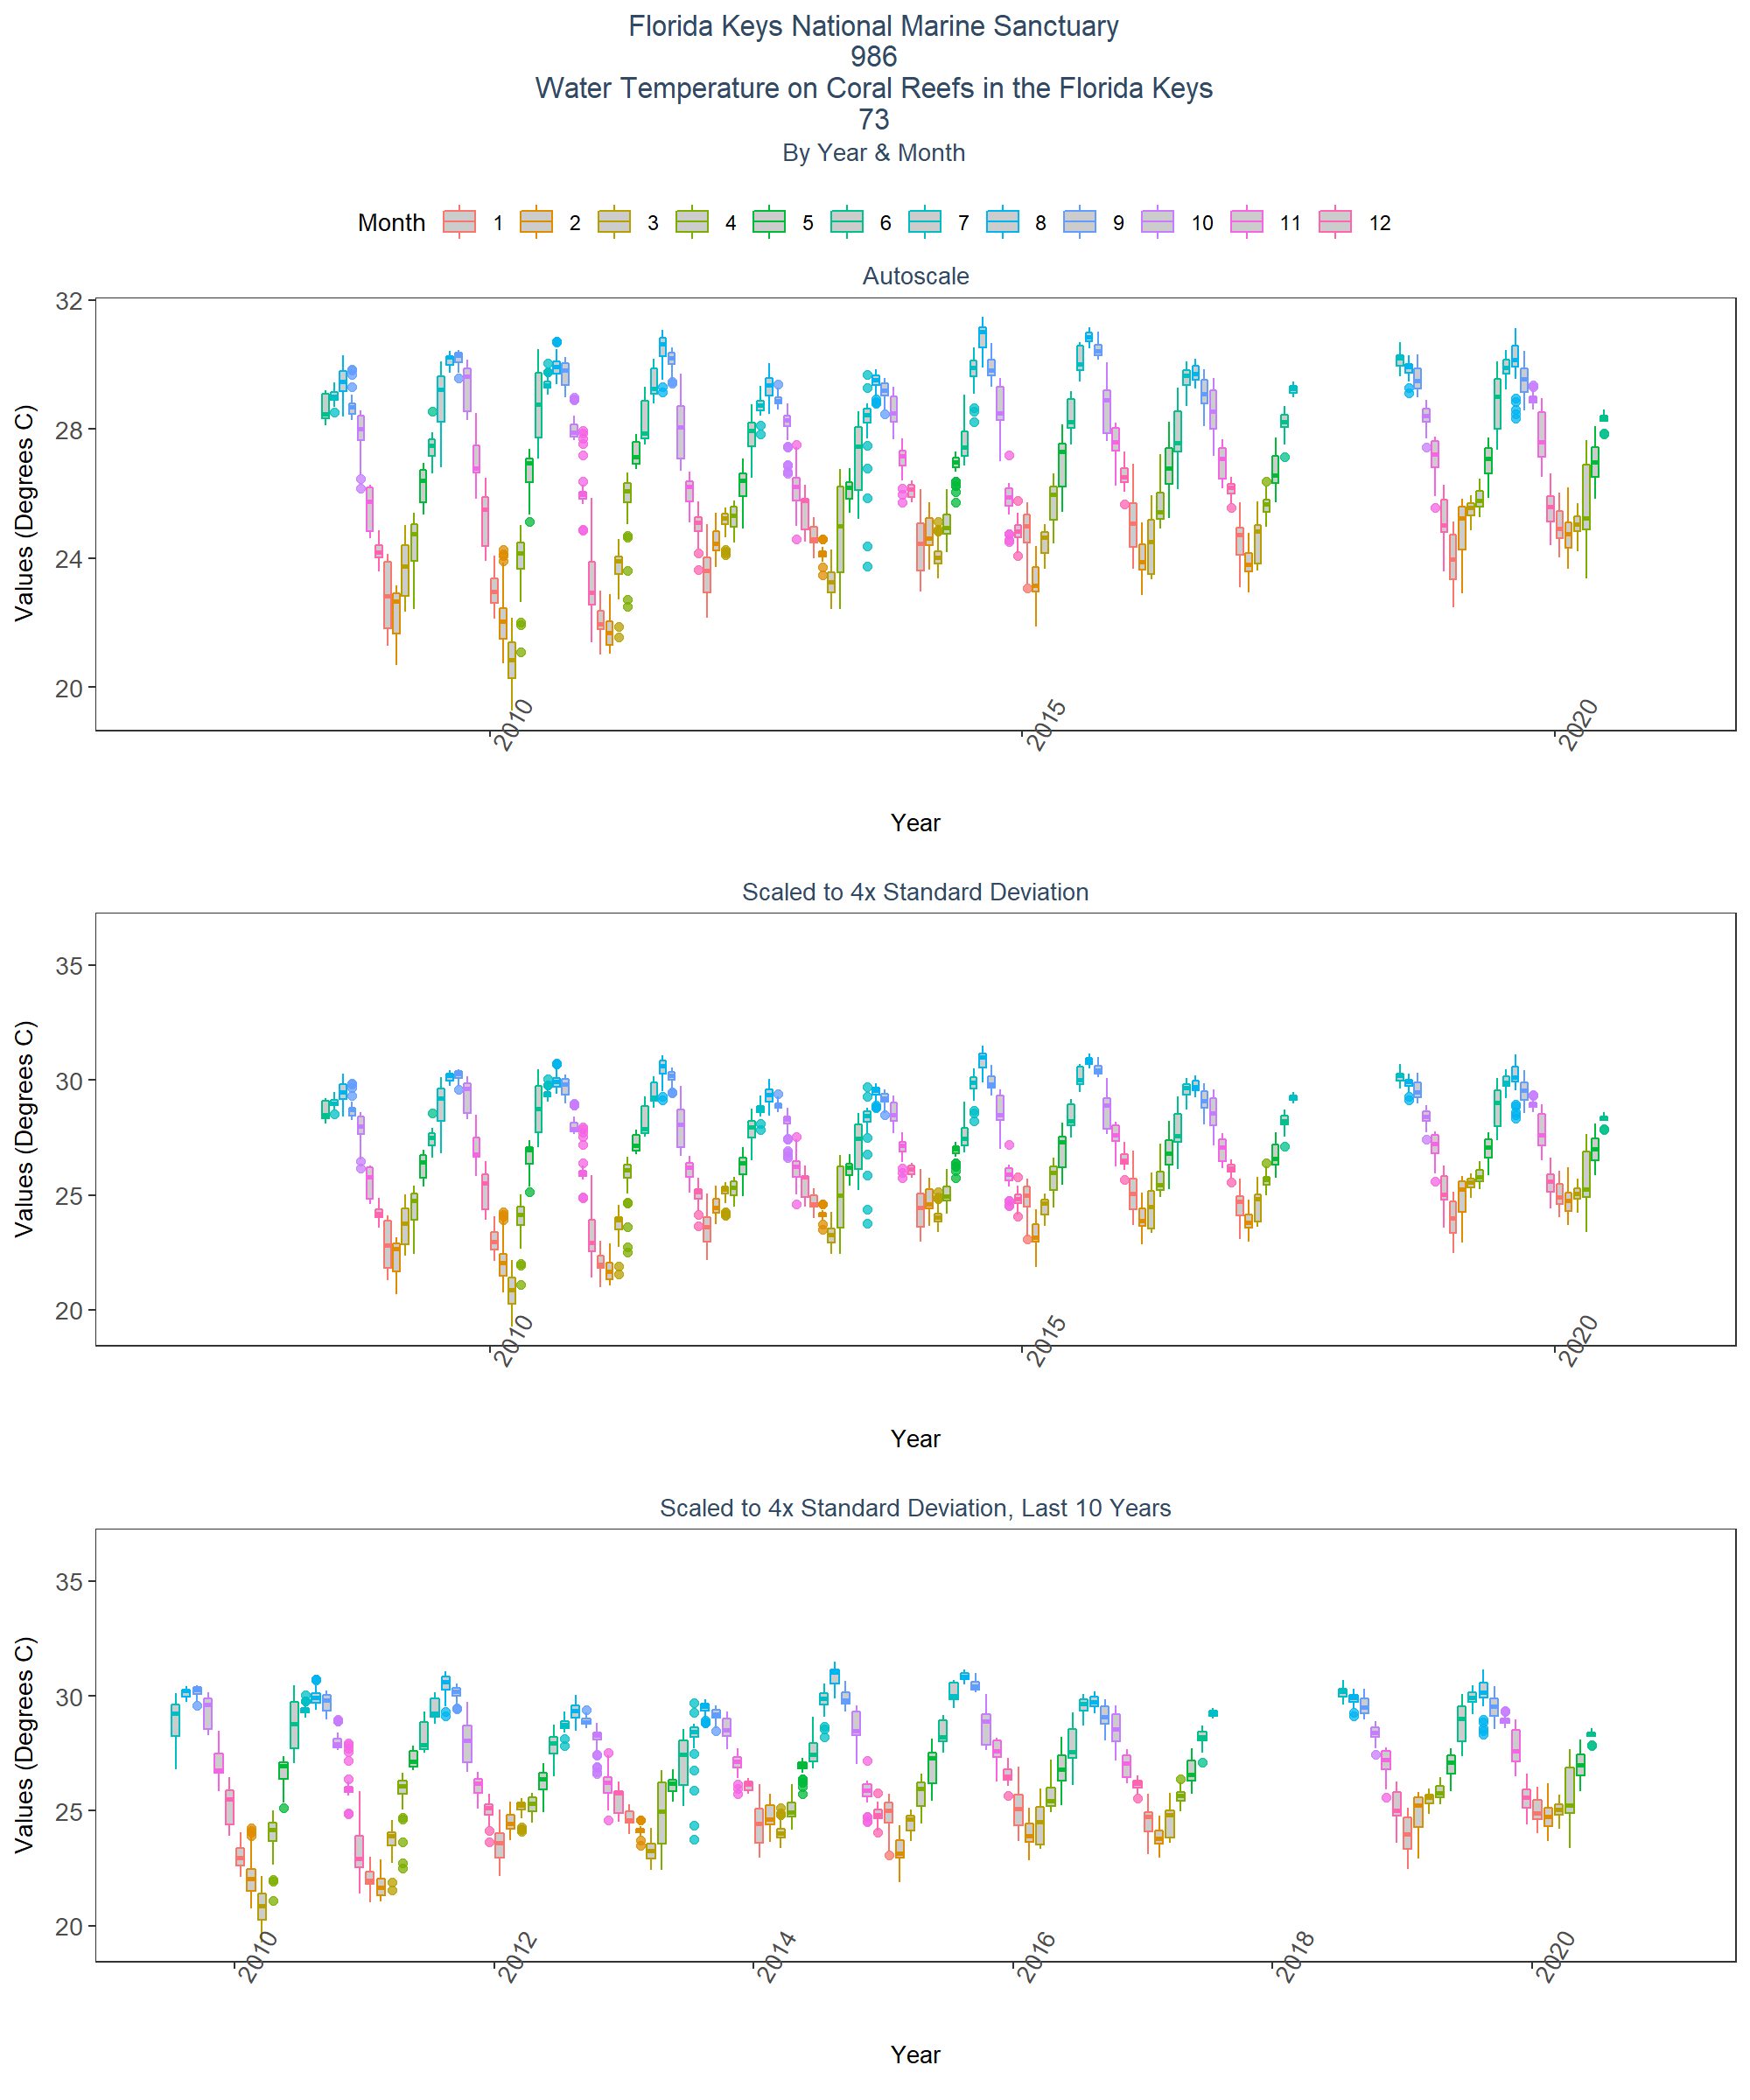 Florida Keys National Marine Sanctuary
986
Water Temperature on Coral Reefs in the Florida Keys
73
By Year & Month
Month 1 2 3 4 5 6 7 8 9 10 11 12
Autoscale
Values (Degrees C)
32
28
24
20
2010 2015 2020
Year
Scaled to 4x Standard Deviation
Values (Degrees C)
35
30
25
20
2010 2015 2020
Year
Scaled to 4x Standard Deviation, Last 10 Years
Values (Degrees C)
35
30
25
20
2010 2012 2014 2016 2018 2020
Year